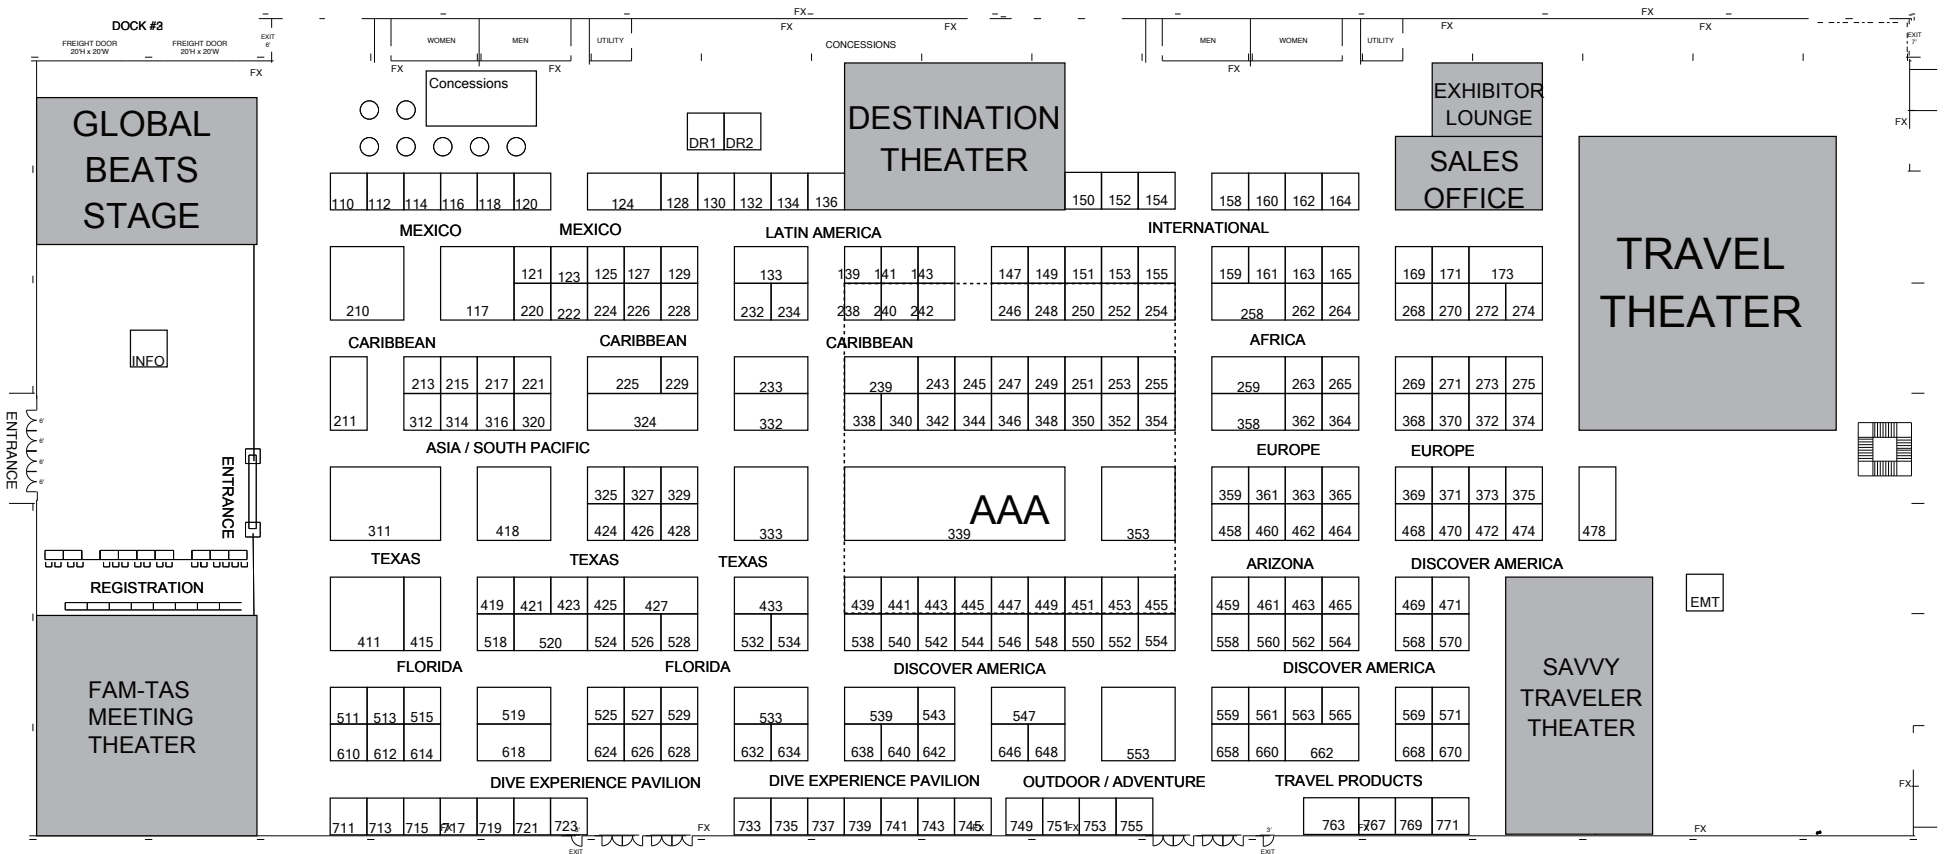 DOCK #3
FREIGHT DOOR
20'H x 20'W
FREIGHT DOOR
20'H x 20'W
EXIT
6'
FX
WOMEN
MEN
UTILITY
FX
FX
FX
CONCESSIONS
FX
FX
MEN
WOMEN
UTILITY
FX
FX
FX
FX
EXIT
7'
FX
GLOBAL
BEATS
STAGE
Concessions
DR1 DR2
DESTINATION
THEATER
EXHIBITOR
LOUNGE
SALES
OFFICE
TRAVEL
THEATER
110 112 114 116 118 120 124 128 130 132 134 136 150 152 154 158 160 162 164
MEXICO MEXICO LATIN AMERICA INTERNATIONAL
121 123 125 127 129 133 139 141 143 147 149 151 153 155 159 161 163 165 169 171 173
210 117 220 222 224 226 228 232 234 238 240 242 246 248 250 252 254 258 262 264 268 270 272 274
INFO
CARIBBEAN CARIBBEAN CARIBBEAN AFRICA
213 215 217 221 225 229 233 239 243 245 247 249 251 253 255 259 263 265 269 271 273 275
211 312 314 316 320 324 332 338 340 342 344 346 348 350 352 354 358 362 364 368 370 372 374
ENTRANCE
6'
6'
6'
6'
ENTRANCE
ASIA / SOUTH PACIFIC EUROPE EUROPE
325 327 329 AAA 359 361 363 365 369 371 373 375
311 418 424 426 428 333 339 353 458 460 462 464 468 470 472 474 478
TEXAS TEXAS TEXAS ARIZONA DISCOVER AMERICA
REGISTRATION
419 421 423 425 427 433 439 441 443 445 447 449 451 453 455 459 461 463 465 469 471
EMT
411 415 518 520 524 526 528 532 534 538 540 542 544 546 548 550 552 554 558 560 562 564 568 570
FLORIDA FLORIDA DISCOVER AMERICA DISCOVER AMERICA
FAM-TAS
MEETING
THEATER
SAVVY
TRAVELER
THEATER
511 513 515 519 525 527 529 533 539 543 547 559 561 563 565 569 571
610 612 614 618 624 626 628 632 634 638 640 642 646 648 553 658 660 662 668 670
DIVE EXPERIENCE PAVILION DIVE EXPERIENCE PAVILION OUTDOOR / ADVENTURE TRAVEL PRODUCTS
FX
711 713 715 717 719 721 723 733 735 737 739 741 743 745 749 751 753 755 763 767 769 771
FX
3'
EXIT
FX
FX
FX
3'
EXIT
FX
FX